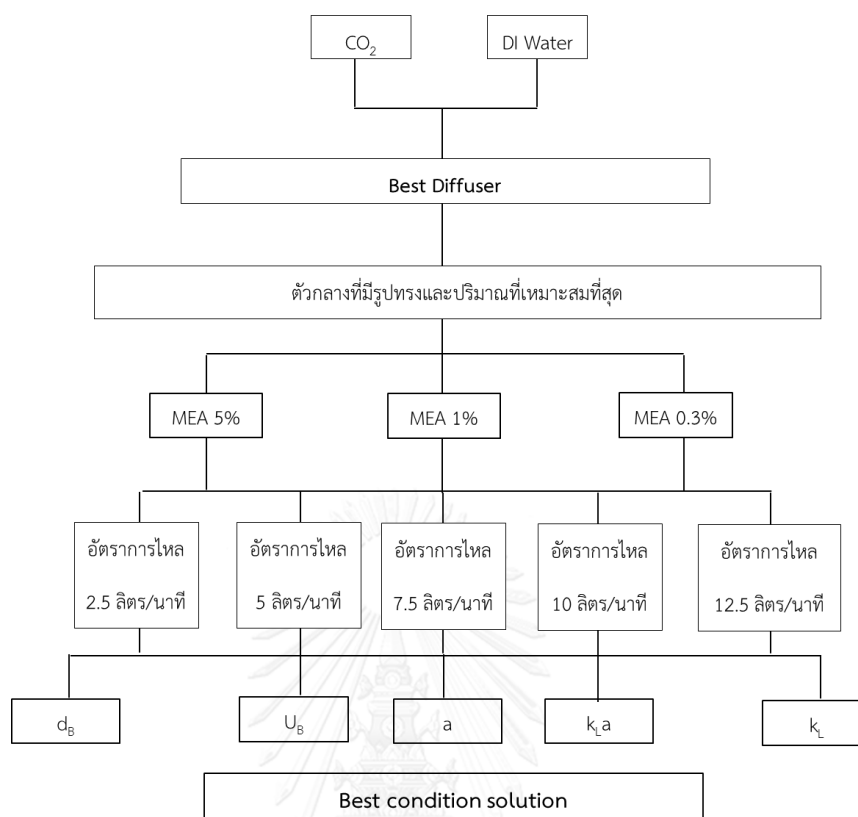 CO₂
DI Water
Best Diffuser
ตัวกลางที่มีรูปทรงและปริมาณที่เหมาะสมที่สุด
MEA 5%
MEA 1%
MEA 0.3%
อัตราการไหล
2.5 ลิตร/นาที
อัตราการไหล
5 ลิตร/นาที
อัตราการไหล
7.5 ลิตร/นาที
อัตราการไหล
10 ลิตร/นาที
อัตราการไหล
12.5 ลิตร/นาที
d_B
U_B
a
k_La
k_L
Best condition solution